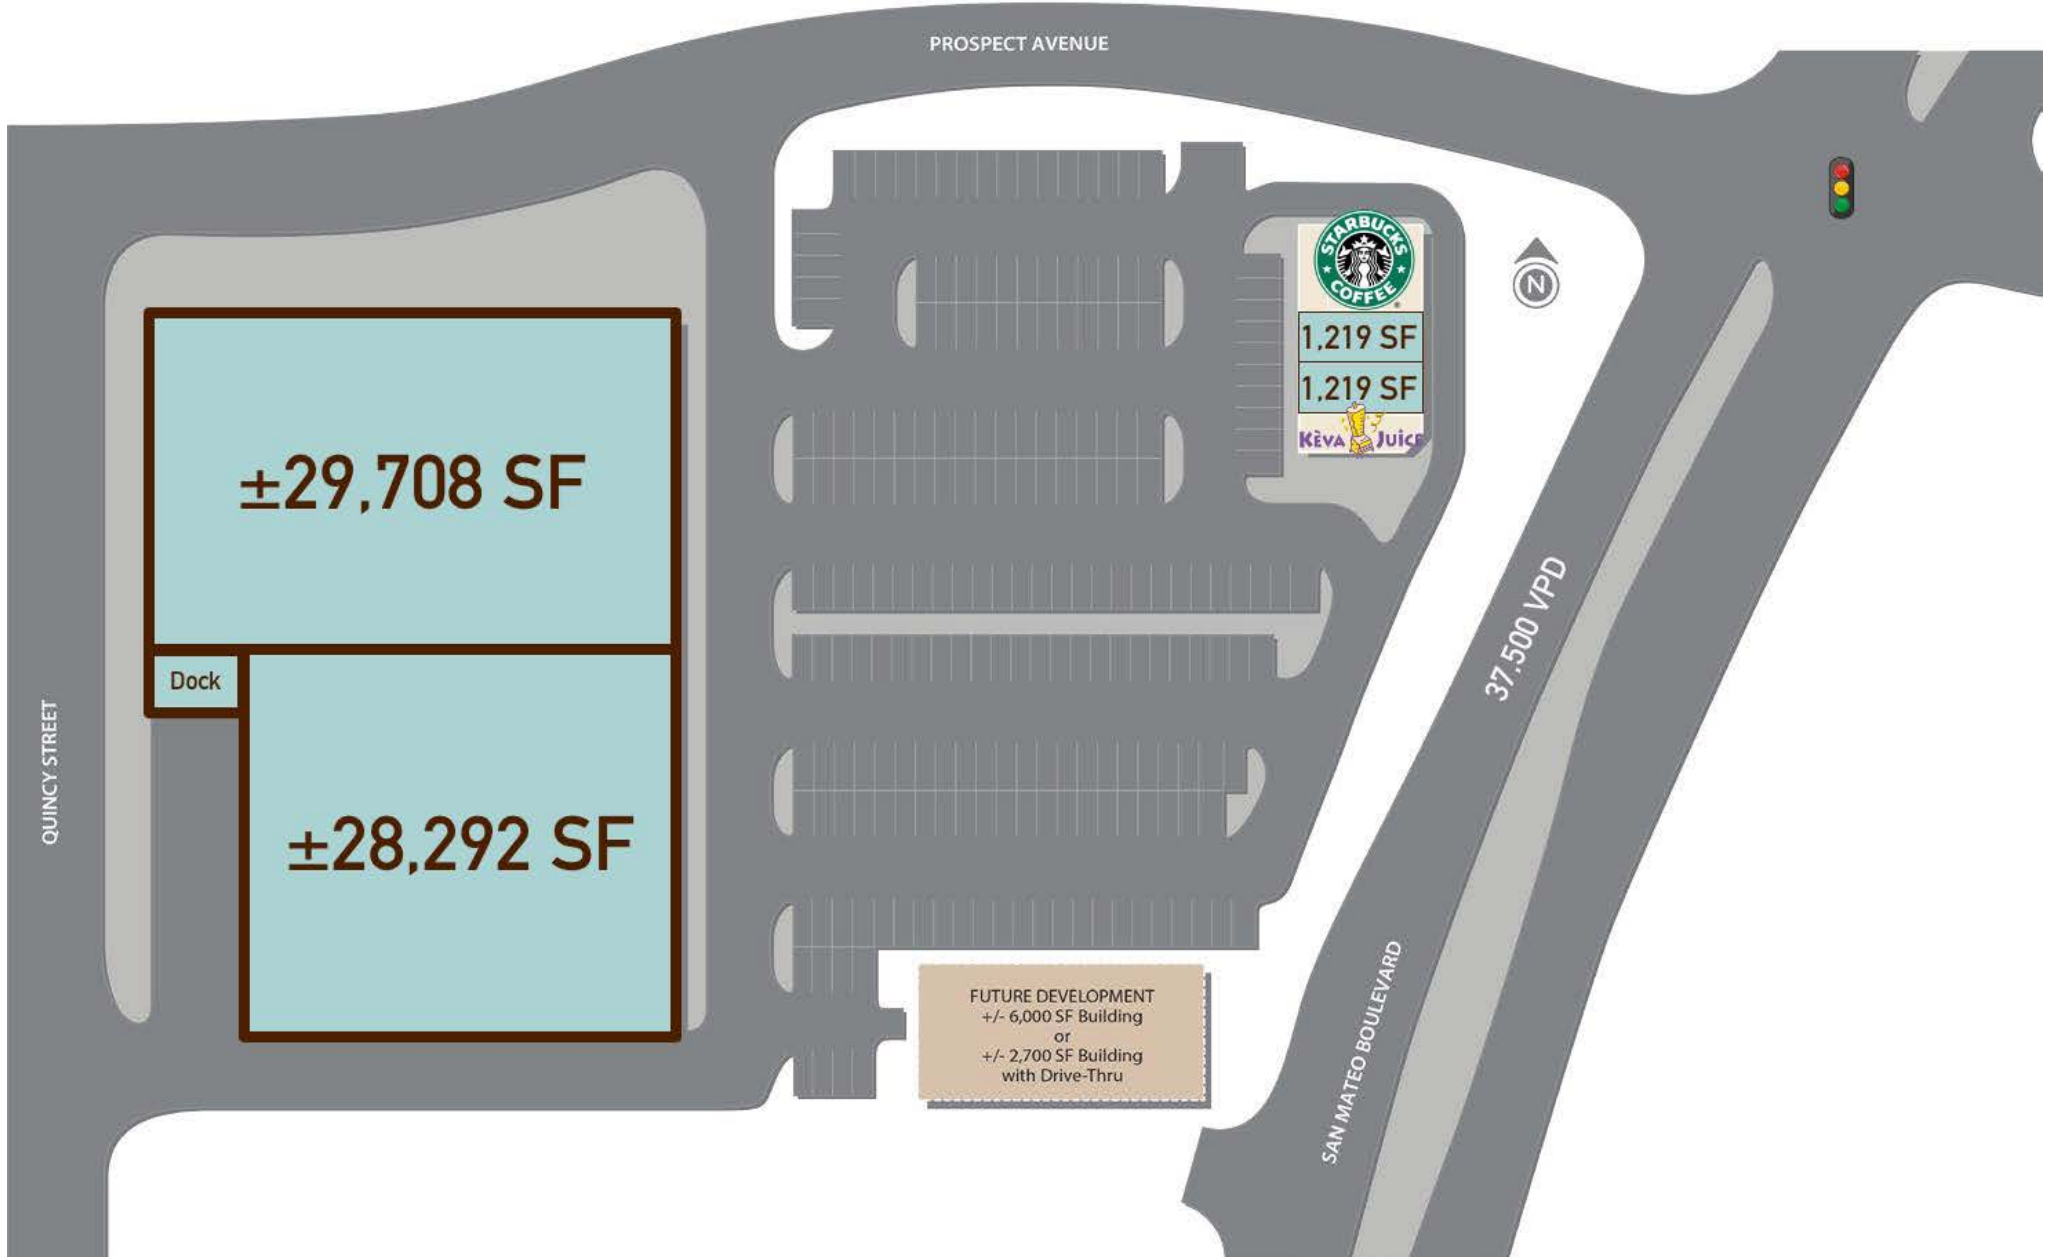 PROSPECT AVENUE
STARBUCKS
COFFEE
®
N
1,219 SF
1,219 SF
KĒVA JUICE
±29,708 SF
37,500 VPD
Dock
QUINCY STREET
±28,292 SF
SAN MATEO BOULEVARD
FUTURE DEVELOPMENT
+/- 6,000 SF Building
or
+/- 2,700 SF Building
with Drive-Thru